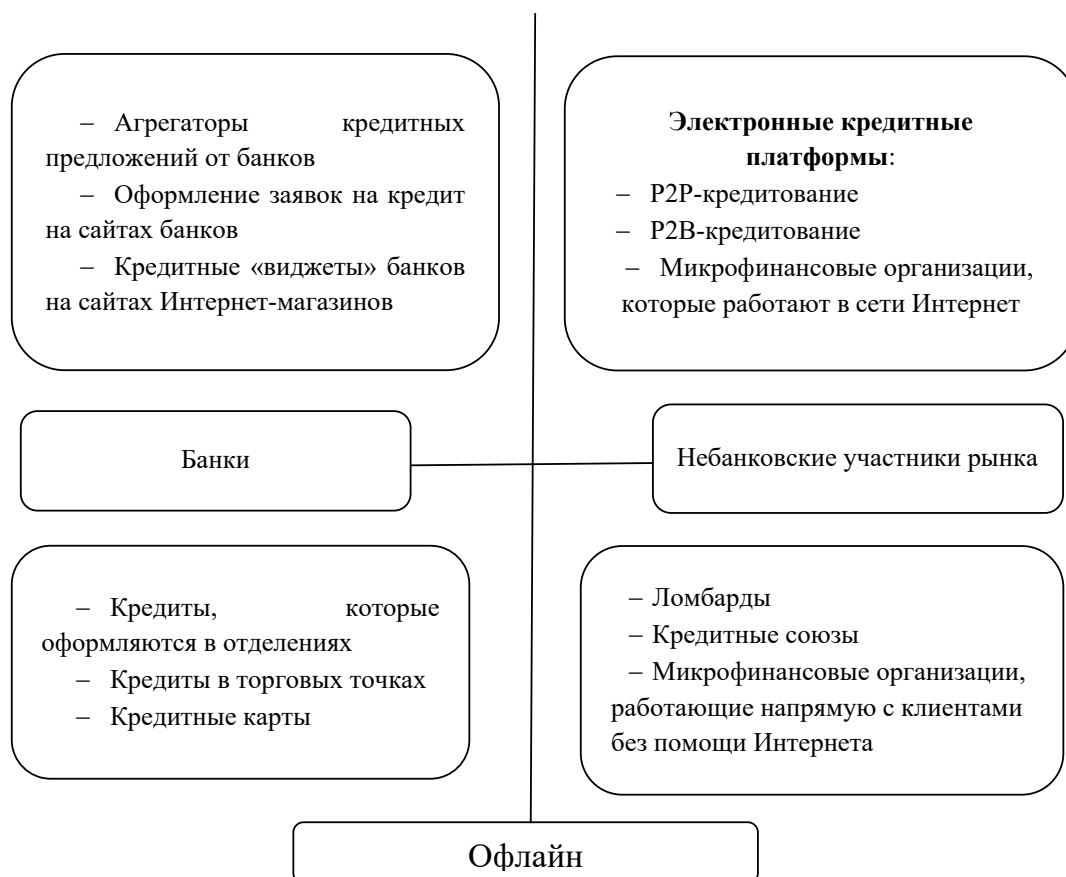 – Агрегаторы кредитных
предложений от банков
– Оформление заявок на кредит
на сайтах банков
– Кредитные «виджеты» банков
на сайтах Интернет-магазинов
Электронные кредитные
платформы:
– P2P-кредитование
– P2B-кредитование
– Микрофинансовые организации,
которые работают в сети Интернет
Банки
Небанковские участники рынка
– Кредиты, которые
оформляются в отделениях
– Кредиты в торговых точках
– Кредитные карты
– Ломбарды
– Кредитные союзы
– Микрофинансовые организации,
работающие напрямую с клиентами
без помощи Интернета
Офлайн